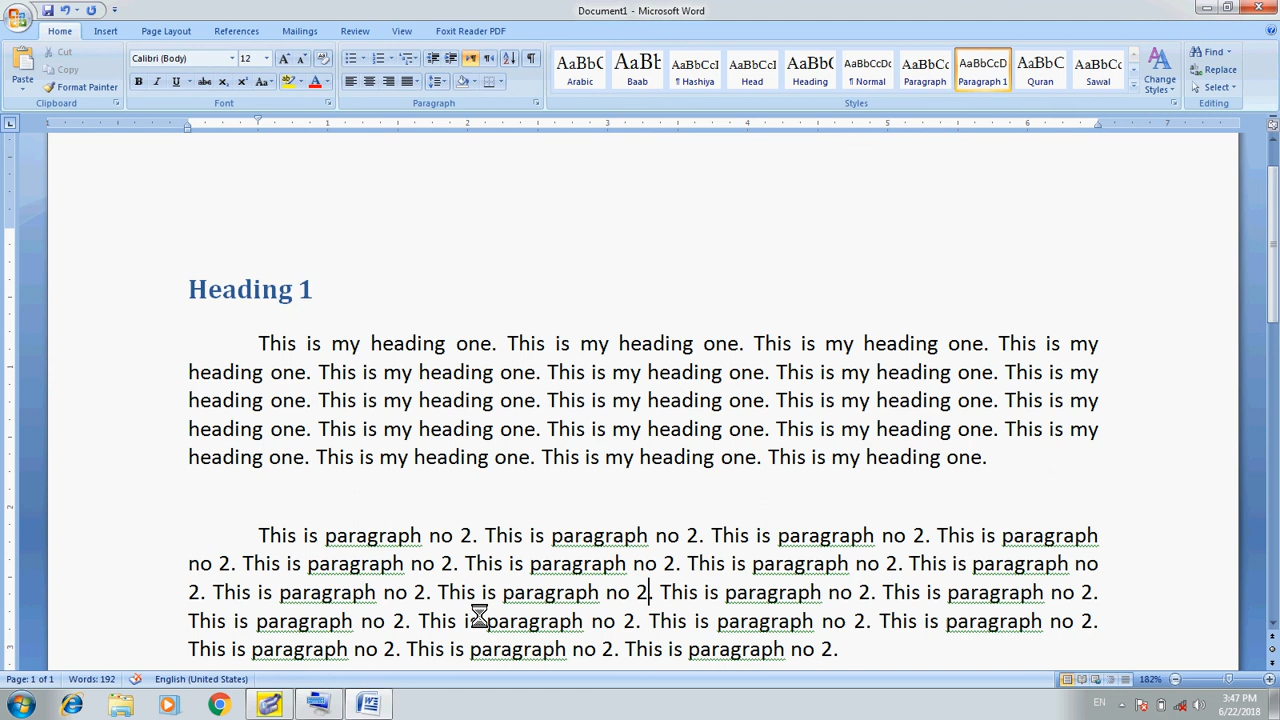 Document1 - Microsoft Word
Home Insert Page Layout References Mailings Review View Foxit Reader PDF
Paste
Cut
Copy
Format Painter
Clipboard
Calibri (Body) 12
B I U abc x₂ x² Aa
Font
Paragraph
AaBbC AaBb AaBbCcI AaBbCcI AaBbC AaBbCcDc AaBbCc AaBbCcD AaBbC AaBbCc
Arabic Baab ¶ Hashiya Head Heading ¶ Normal Paragraph Paragraph 1 Quran Sawal
Change Styles
Styles
Find
Replace
Select
Editing
1 1 2 3 4 5 6 7
Heading 1
This is my heading one. This is my heading one. This is my heading one. This is my
heading one. This is my heading one. This is my heading one. This is my heading one. This is my
heading one. This is my heading one. This is my heading one. This is my heading one. This is my
heading one. This is my heading one. This is my heading one. This is my heading one. This is my
heading one. This is my heading one. This is my heading one. This is my heading one.
This is paragraph no 2. This is paragraph no 2. This is paragraph no 2. This is paragraph
no 2. This is paragraph no 2. This is paragraph no 2. This is paragraph no 2. This is paragraph no
2. This is paragraph no 2. This is paragraph no 2. This is paragraph no 2. This is paragraph no 2.
This is paragraph no 2. This is paragraph no 2. This is paragraph no 2. This is paragraph no 2.
This is paragraph no 2. This is paragraph no 2. This is paragraph no 2.
Page: 1 of 1 Words: 192 English (United States) 182%
EN 3:47 PM
6/22/2018